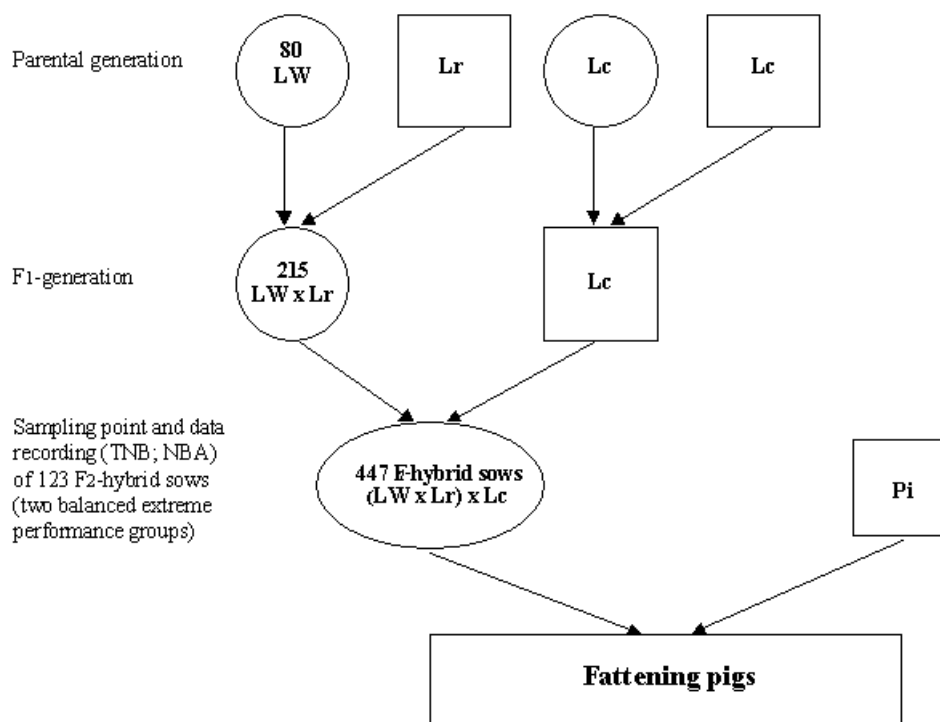 Parental generation
80
LW
Lr
Lc
Lc
F1-generation
215
LW x Lr
Lc
Sampling point and data
recording (TNB; NBA)
of 123 F2-hybrid sows
(two balanced extreme
performance groups)
447 F-hybrid sows
(LW x Lr) x Lc
Pi
Fattening pigs